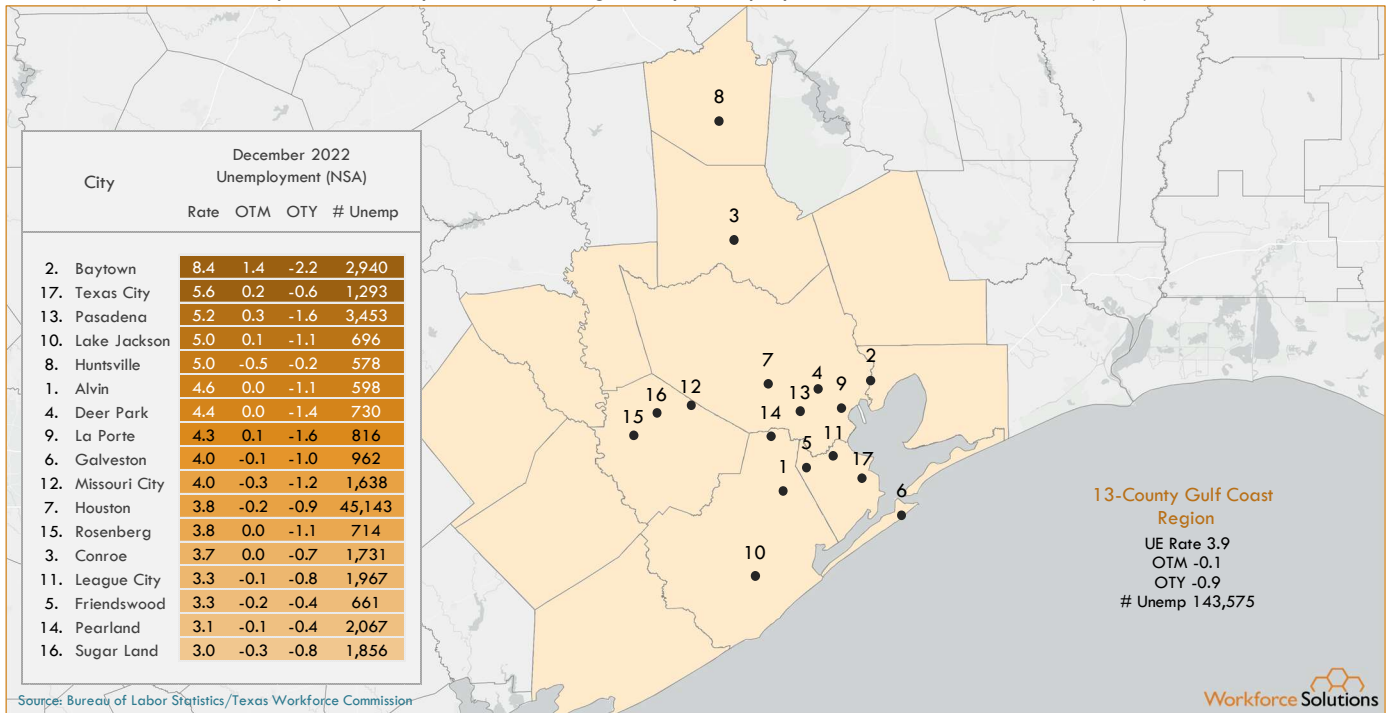 City
December 2022
Unemployment (NSA)
Rate OTM OTY # Unemp
2. Baytown 8.4 1.4 -2.2 2,940
17. Texas City 5.6 0.2 -0.6 1,293
13. Pasadena 5.2 0.3 -1.6 3,453
10. Lake Jackson 5.0 0.1 -1.1 696
8. Huntsville 5.0 -0.5 -0.2 578
1. Alvin 4.6 0.0 -1.1 598
4. Deer Park 4.4 0.0 -1.4 730
9. La Porte 4.3 0.1 -1.6 816
6. Galveston 4.0 -0.1 -1.0 962
12. Missouri City 4.0 -0.3 -1.2 1,638
7. Houston 3.8 -0.2 -0.9 45,143
15. Rosenberg 3.8 0.0 -1.1 714
3. Conroe 3.7 0.0 -0.7 1,731
11. League City 3.3 -0.1 -0.8 1,967
5. Friendswood 3.3 -0.2 -0.4 661
14. Pearland 3.1 -0.1 -0.4 2,067
16. Sugar Land 3.0 -0.3 -0.8 1,856
Source: Bureau of Labor Statistics/Texas Workforce Commission
8
3
2
7
4
12
9
16
13
15
14
11
5
1
17
6
10
13-County Gulf Coast
Region
UE Rate 3.9
OTM -0.1
OTY -0.9
# Unemp 143,575
Workforce Solutions